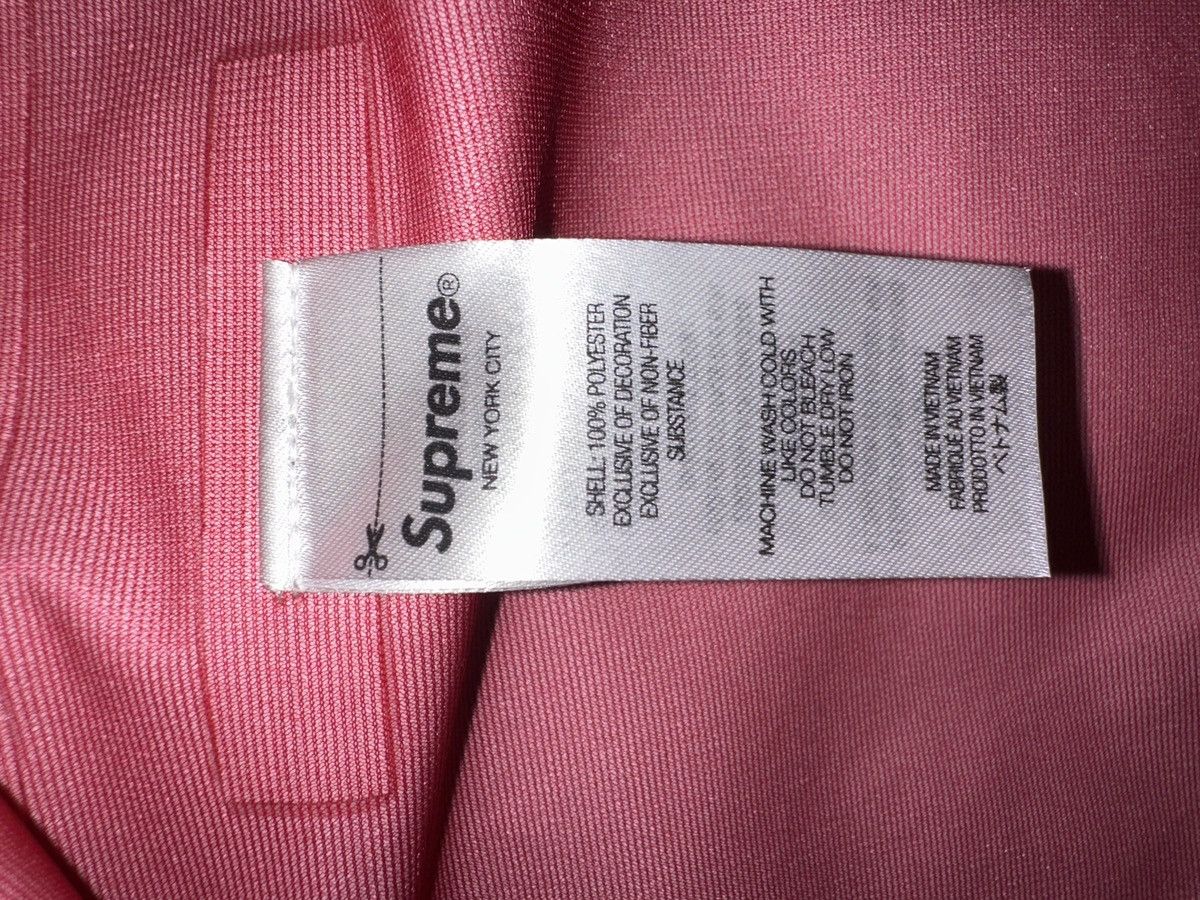 Supreme®
NEW YORK CITY
SHELL 100% POLYESTER
EXCLUSIVE OF DECORATION
EXCLUSIVE OF NON-FIBER
SUBSTANCE
MACHINE WASH COLD WITH
LIKE COLORS
DO NOT BLEACH
TUMBLE DRY LOW
DO NOT IRON
MADE IN VIETNAM
FABRIQUÉ AU VIETNAM
PRODOTTO IN VIETNAM
ベトナム製